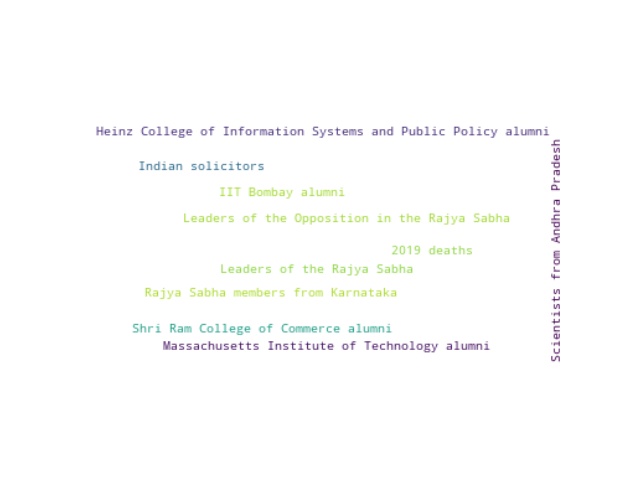 Heinz College of Information Systems and Public Policy alumni
Indian solicitors
IIT Bombay alumni
Leaders of the Opposition in the Rajya Sabha
2019 deaths
Leaders of the Rajya Sabha
Rajya Sabha members from Karnataka
Shri Ram College of Commerce alumni
Massachusetts Institute of Technology alumni
Scientists from Andhra Pradesh